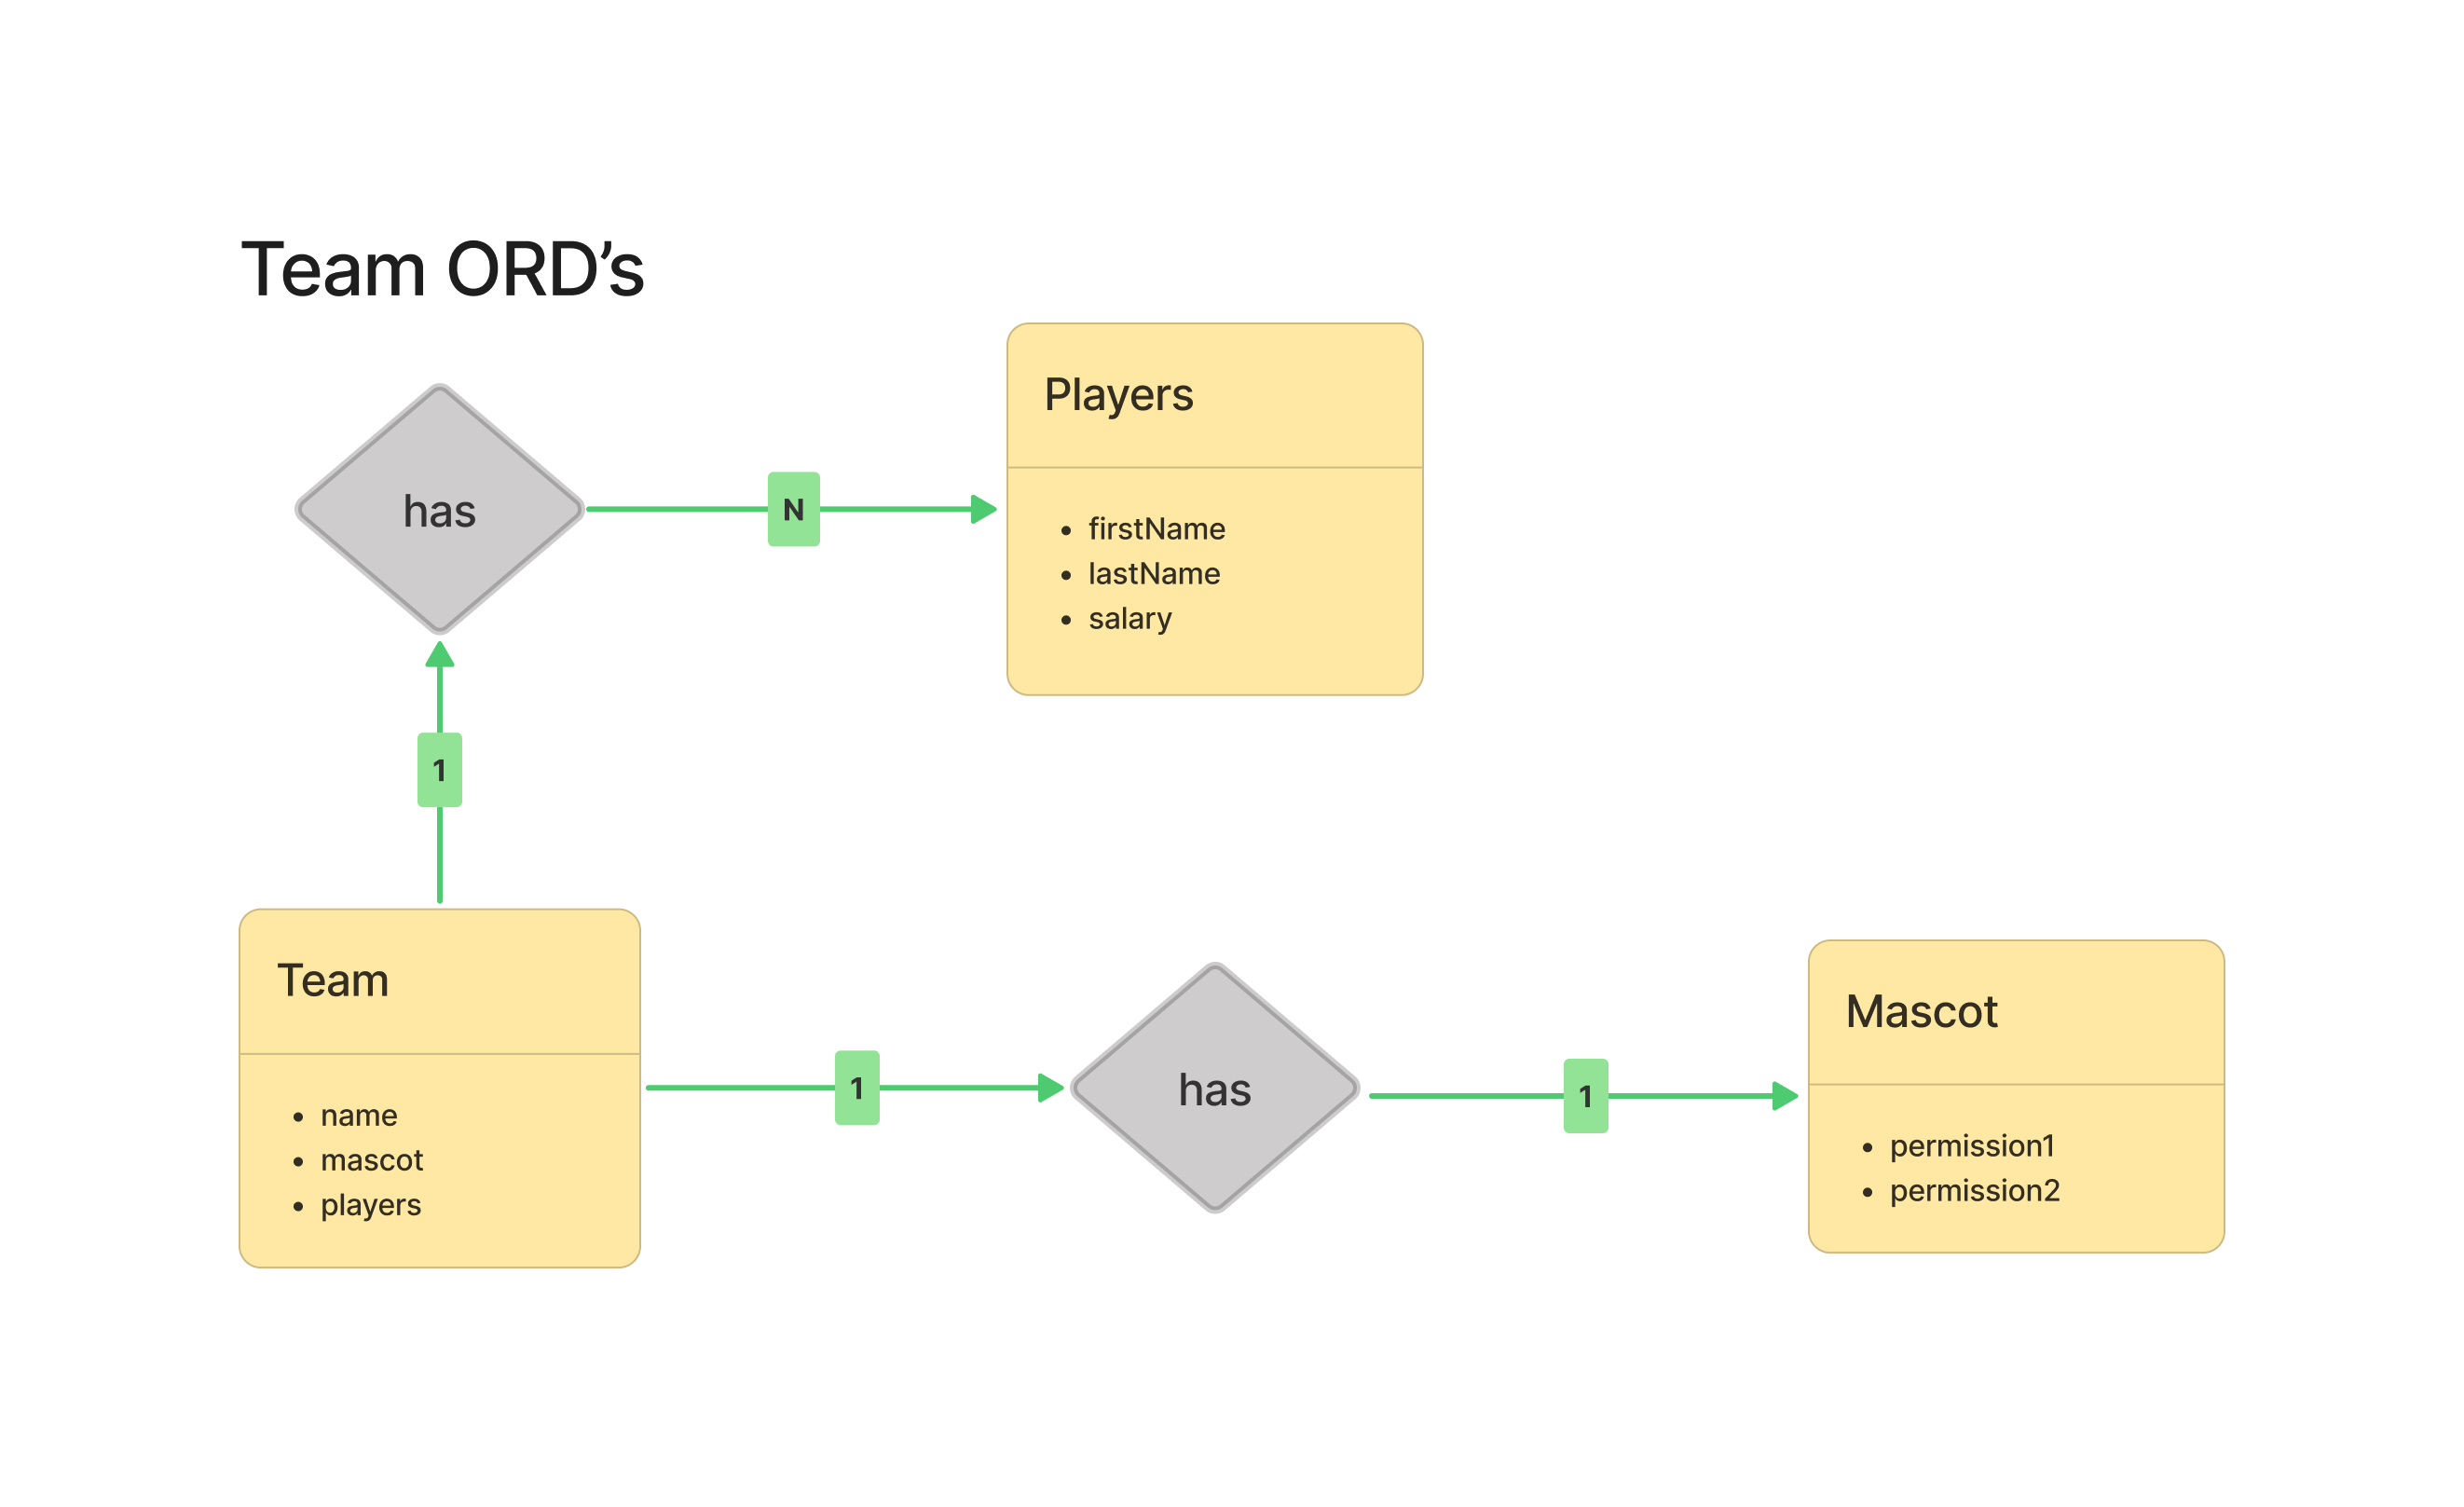 Team ORD’s
Players
has
N
• firstName
• lastName
• salary
1
Team
Mascot
has
1
1
• name
• mascot
• players
• permission1
• permission2